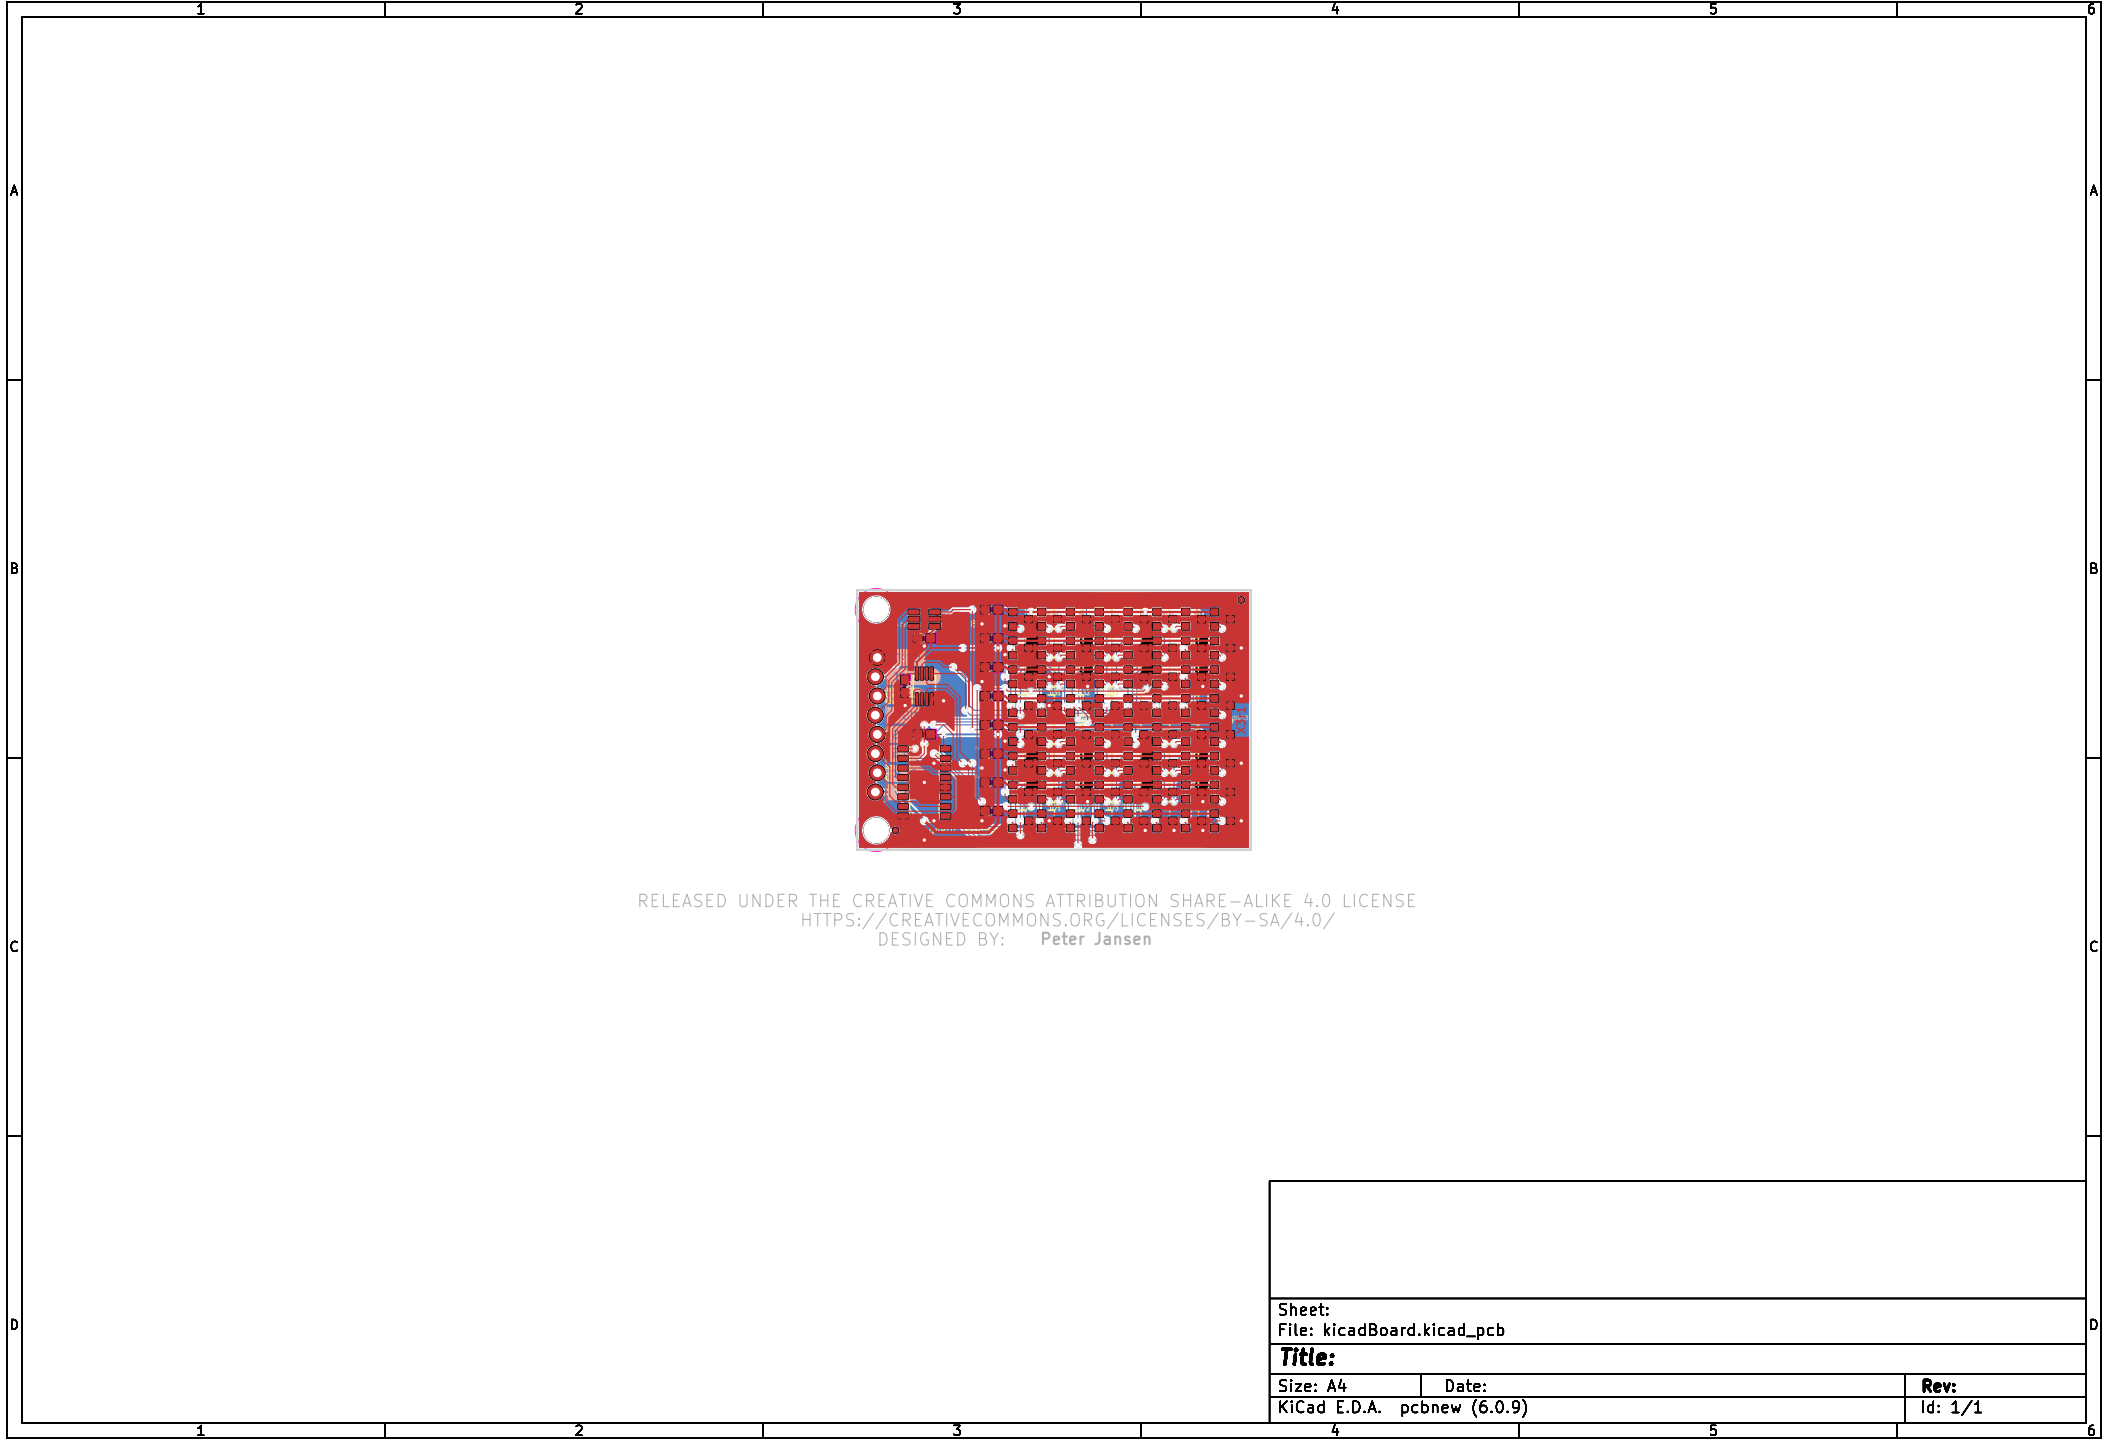 1 2 3 4 5 6
A A
B B
RELEASED UNDER THE CREATIVE COMMONS ATTRIBUTION SHARE-ALIKE 4.0 LICENSE
HTTPS://CREATIVECOMMONS.ORG/LICENSES/BY-SA/4.0/
DESIGNED BY: Peter Jansen
C C
Sheet:
File: kicadBoard.kicad_pcb
D D
Title:
Size: A4 Date: Rev:
KiCad E.D.A. pcbnew (6.0.9) Id: 1/1
1 2 3 4 5 6